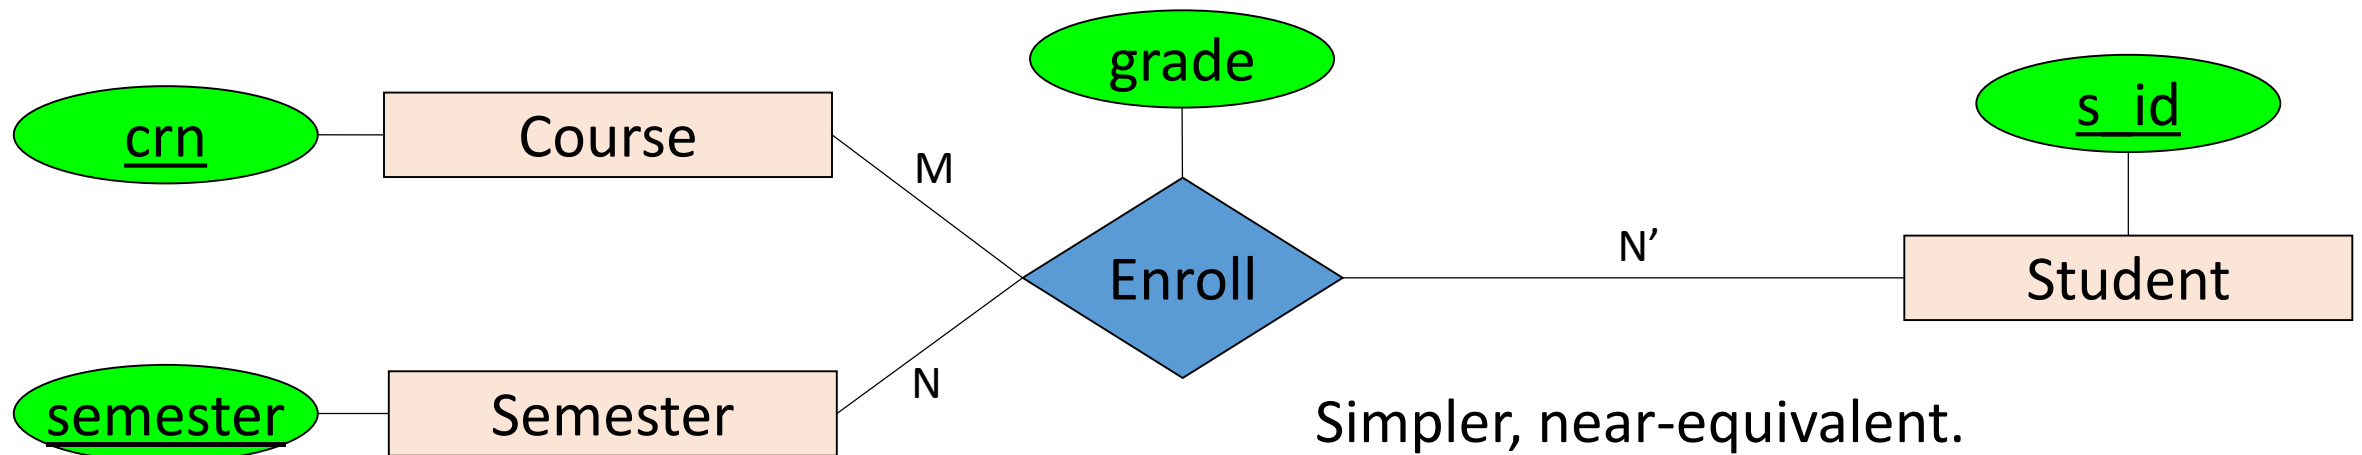 grade
s_id
crn
Course
M
N’
Enroll
Student
semester
Semester
N
Simpler, near-equivalent.